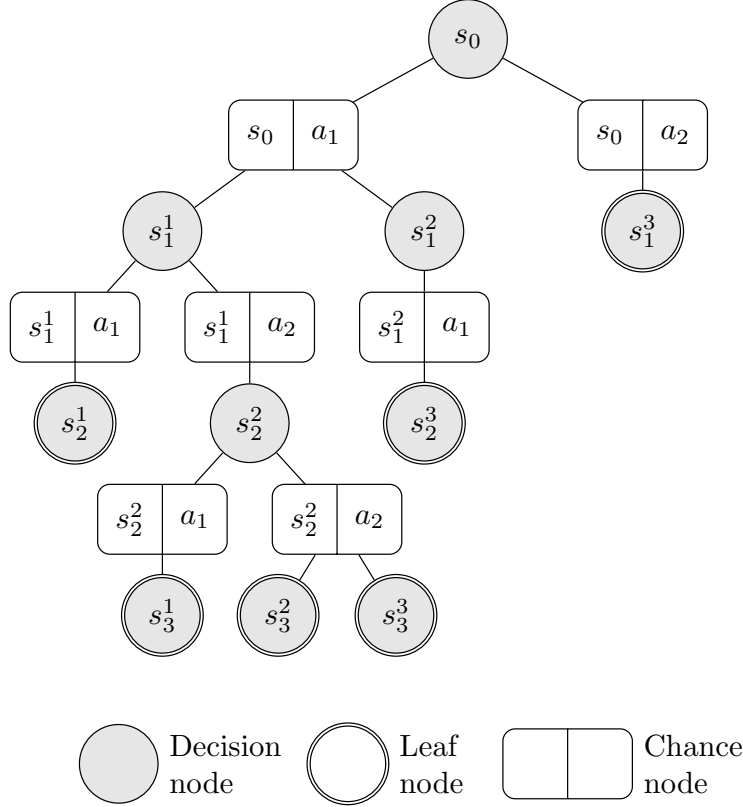 s_0
s_0 a_1 s_0 a_2
s_1^1 s_1^2 s_1^3
s_1^1 a_1 s_1^1 a_2 s_1^2 a_1
s_2^1 s_2^2 s_2^3
s_2^2 a_1 s_2^2 a_2
s_3^1 s_3^2 s_3^3
Decision
node
Leaf
node
Chance
node